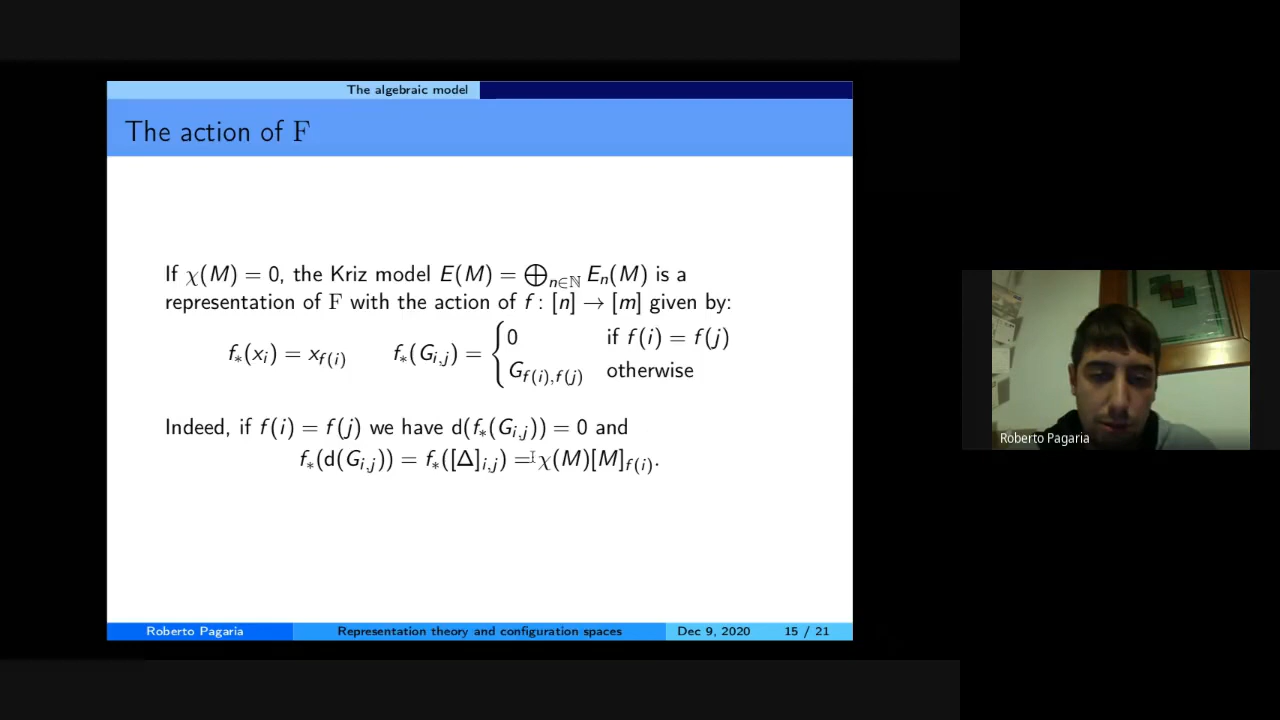 The algebraic model
The action of F
If χ(M) = 0, the Kriz model E(M) = ⊕_{n∈ℕ} E_n(M) is a
representation of F with the action of f : [n] → [m] given by:
f_*(x_i) = x_{f(i)} f_*(G_{i,j}) = { 0 if f(i) = f(j)
G_{f(i),f(j)} otherwise
Indeed, if f(i) = f(j) we have d(f_*(G_{i,j})) = 0 and
f_*(d(G_{i,j})) = f_*([Δ]_{i,j}) = χ(M)[M]_{f(i)}.
Roberto Pagaria Representation theory and configuration spaces Dec 9, 2020 15 / 21
Roberto Pagaria